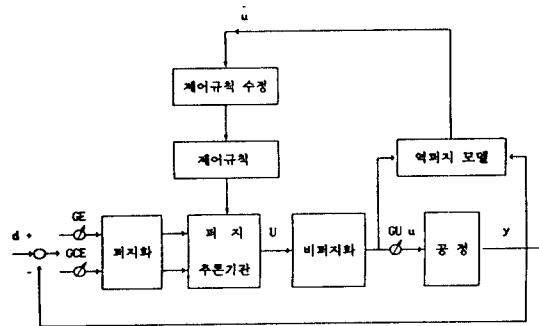 u
제어규칙 수정
제어규칙
역퍼지 모델
d +
-
GE
GCE
퍼지화
퍼 지
추론기관
U
비퍼지화
GU u
공 정
y